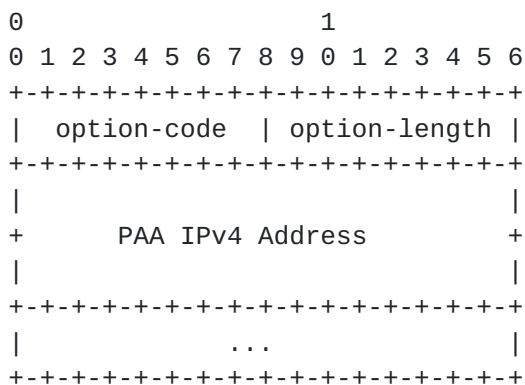 0                   1
0 1 2 3 4 5 6 7 8 9 0 1 2 3 4 5 6
+-+-+-+-+-+-+-+-+-+-+-+-+-+-+-+-+
|  option-code  | option-length |
+-+-+-+-+-+-+-+-+-+-+-+-+-+-+-+-+
|                               |
+      PAA IPv4 Address         +
|                               |
+-+-+-+-+-+-+-+-+-+-+-+-+-+-+-+-+
|             ...               |
+-+-+-+-+-+-+-+-+-+-+-+-+-+-+-+-+